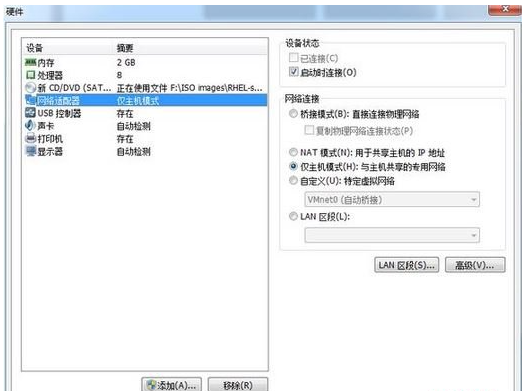 硬件
设备 摘要
内存 2 GB
处理器 8
新 CD/DVD (SAT... 正在使用文件 F:\ISO images\RHEL-s...
网络适配器 仅主机模式
USB 控制器 存在
声卡 自动检测
打印机 存在
显示器 自动检测
添加(A)... 移除(R)
设备状态
已连接(C)
启动时连接(O)
网络连接
桥接模式(B): 直接连接物理网络
复制物理网络连接状态(P)
NAT 模式(N): 用于共享主机的 IP 地址
仅主机模式(H): 与主机共享的专用网络
自定义(U): 特定虚拟网络
VMnet0 (自动桥接)
LAN 区段(L):
LAN 区段(S)... 高级(V)...